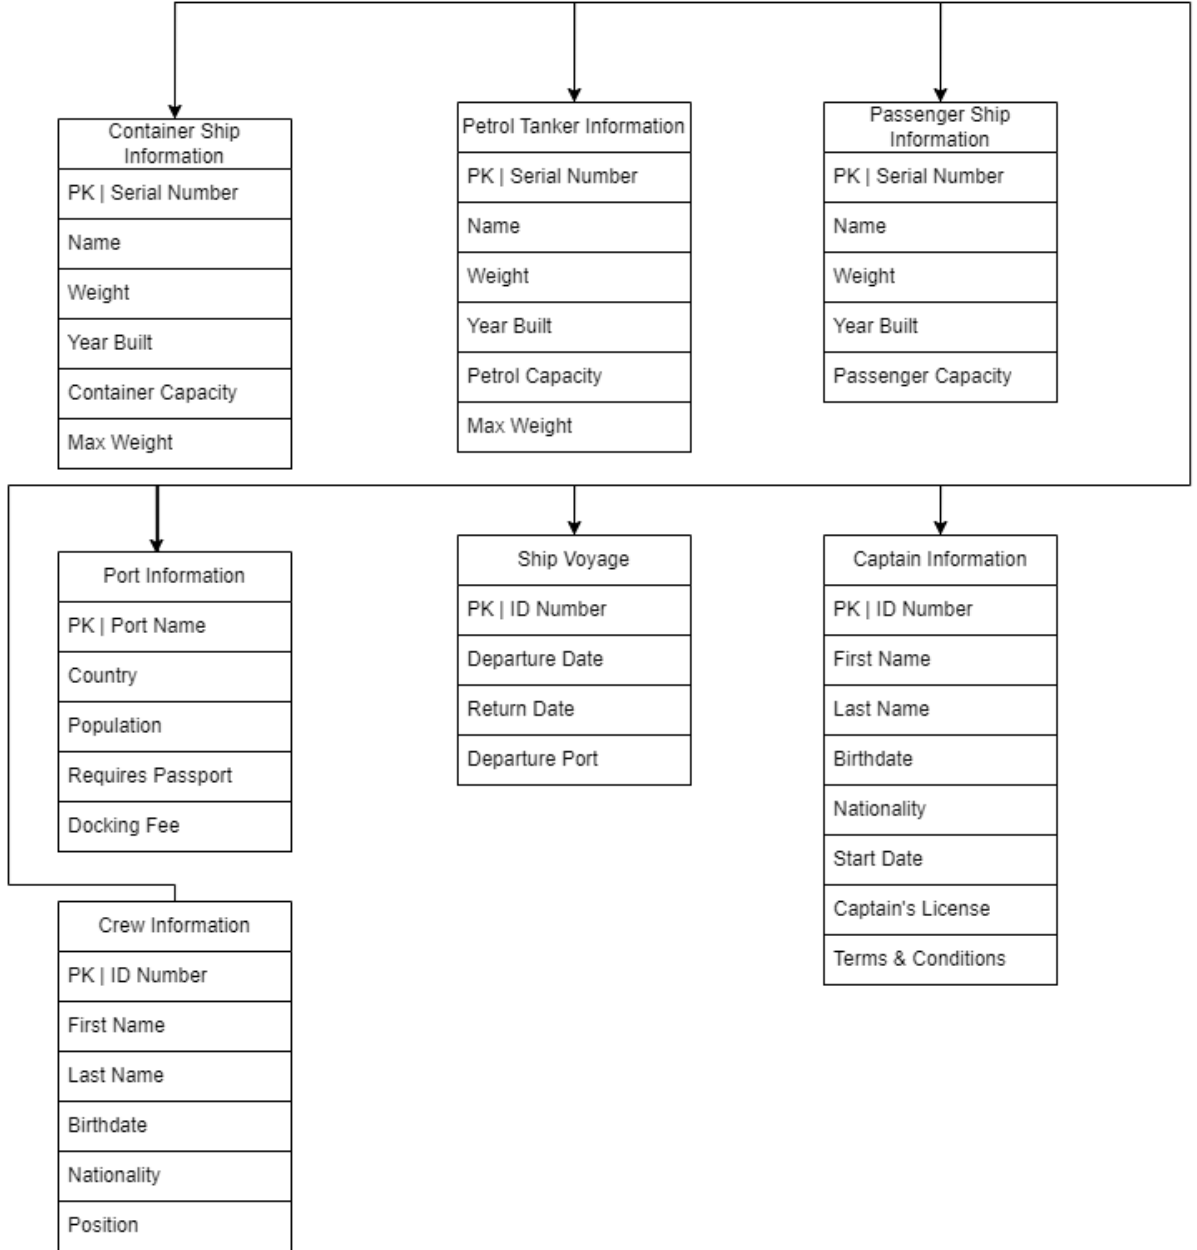 Container Ship
Information
PK | Serial Number
Name
Weight
Year Built
Container Capacity
Max Weight
Petrol Tanker Information
PK | Serial Number
Name
Weight
Year Built
Petrol Capacity
Max Weight
Passenger Ship
Information
PK | Serial Number
Name
Weight
Year Built
Passenger Capacity
Port Information
PK | Port Name
Country
Population
Requires Passport
Docking Fee
Ship Voyage
PK | ID Number
Departure Date
Return Date
Departure Port
Captain Information
PK | ID Number
First Name
Last Name
Birthdate
Nationality
Start Date
Captain's License
Terms & Conditions
Crew Information
PK | ID Number
First Name
Last Name
Birthdate
Nationality
Position